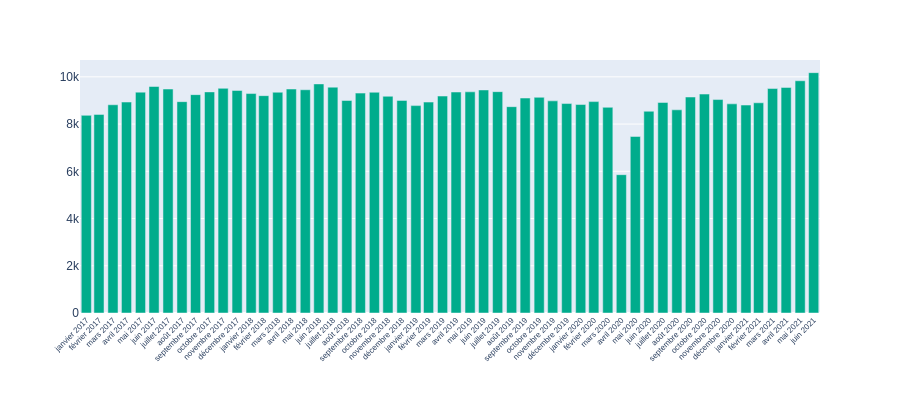 10k
8k
6k
4k
2k
0
janvier 2017
février 2017
mars 2017
avril 2017
mai 2017
juin 2017
juillet 2017
août 2017
septembre 2017
octobre 2017
novembre 2017
décembre 2017
janvier 2018
février 2018
mars 2018
avril 2018
mai 2018
juin 2018
juillet 2018
août 2018
septembre 2018
octobre 2018
novembre 2018
décembre 2018
janvier 2019
février 2019
mars 2019
avril 2019
mai 2019
juin 2019
juillet 2019
août 2019
septembre 2019
octobre 2019
novembre 2019
décembre 2019
janvier 2020
février 2020
mars 2020
avril 2020
mai 2020
juin 2020
juillet 2020
août 2020
septembre 2020
octobre 2020
novembre 2020
décembre 2020
janvier 2021
février 2021
mars 2021
avril 2021
mai 2021
juin 2021